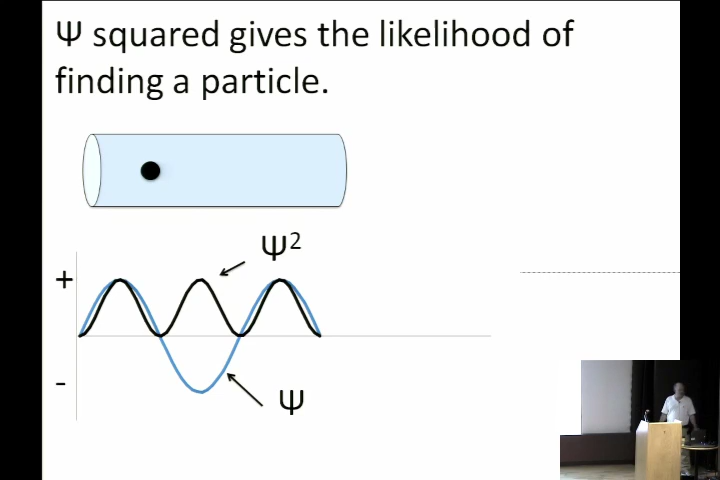 Ψ squared gives the likelihood of
finding a particle.
Ψ²
+
-
Ψ